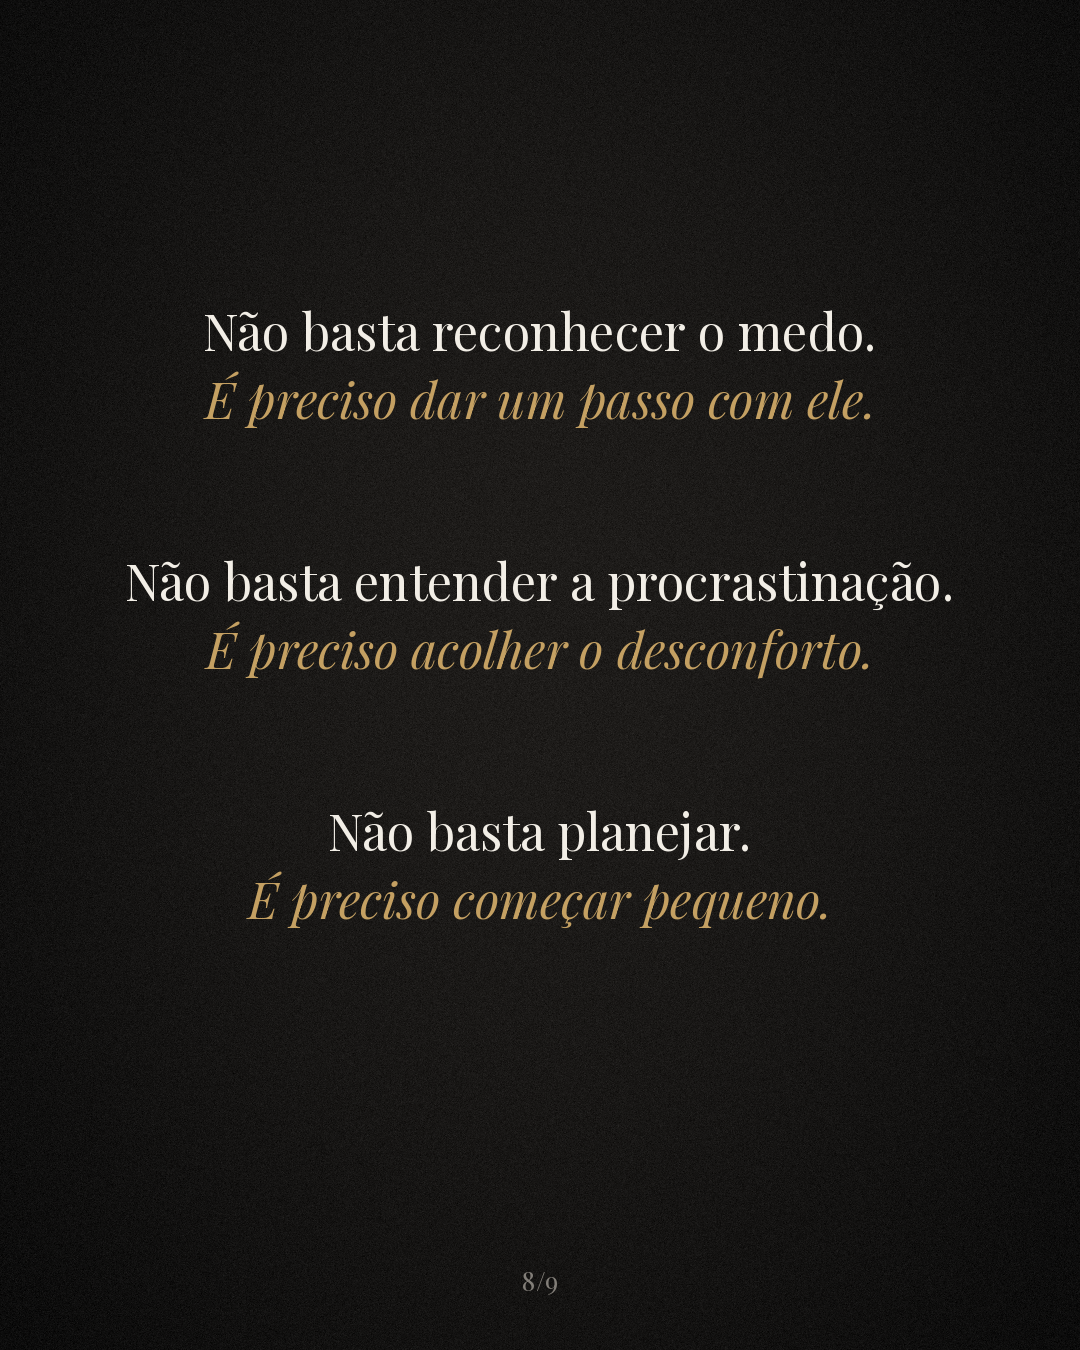 Não basta reconhecer o medo.
É preciso dar um passo com ele.
Não basta entender a procrastinação.
É preciso acolher o desconforto.
Não basta planejar.
É preciso começar pequeno.
8/9